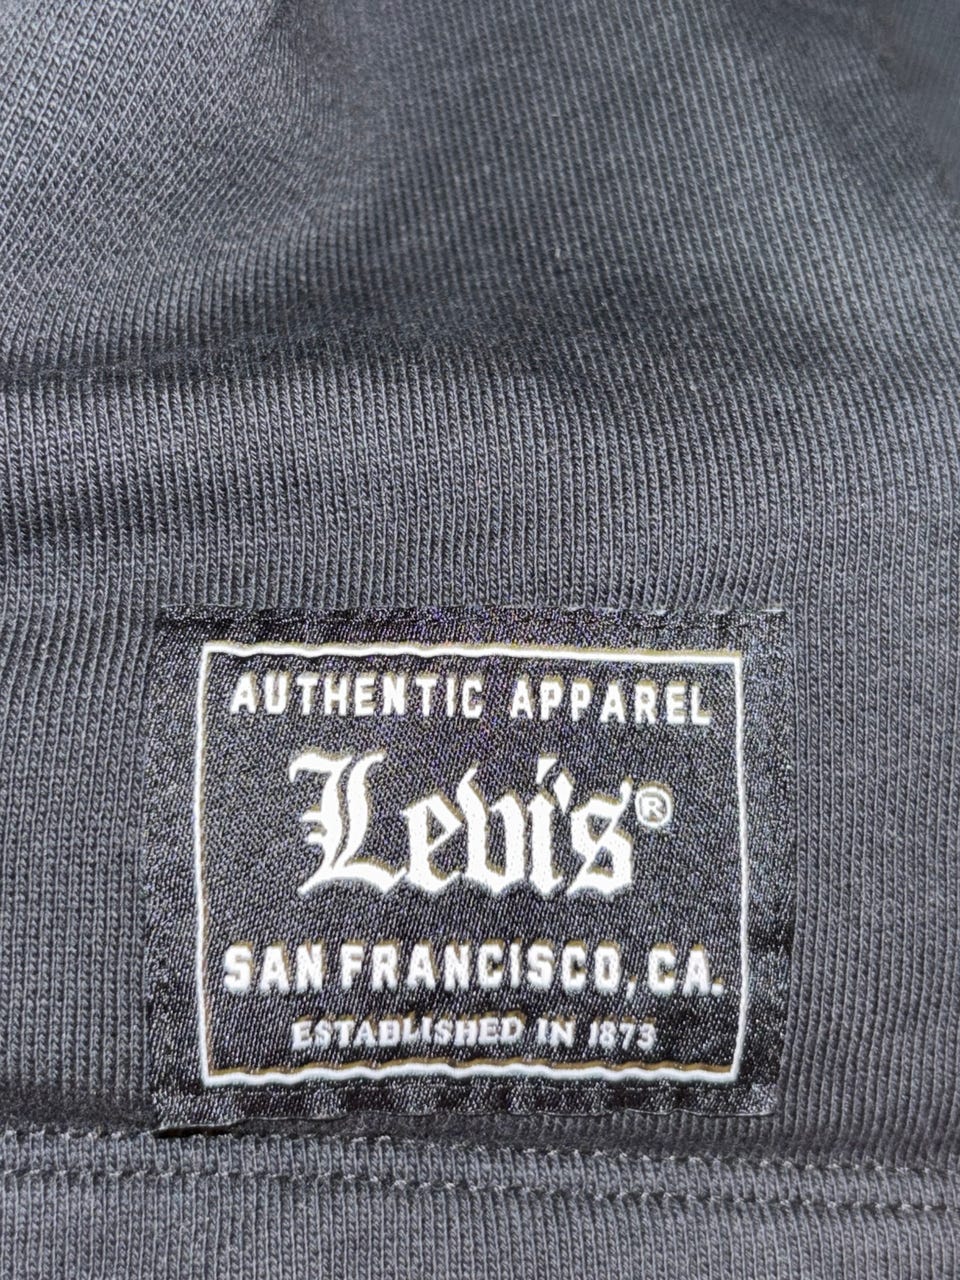 AUTHENTIC APPAREL
Levi's®
SAN FRANCISCO, CA.
ESTABLISHED IN 1873